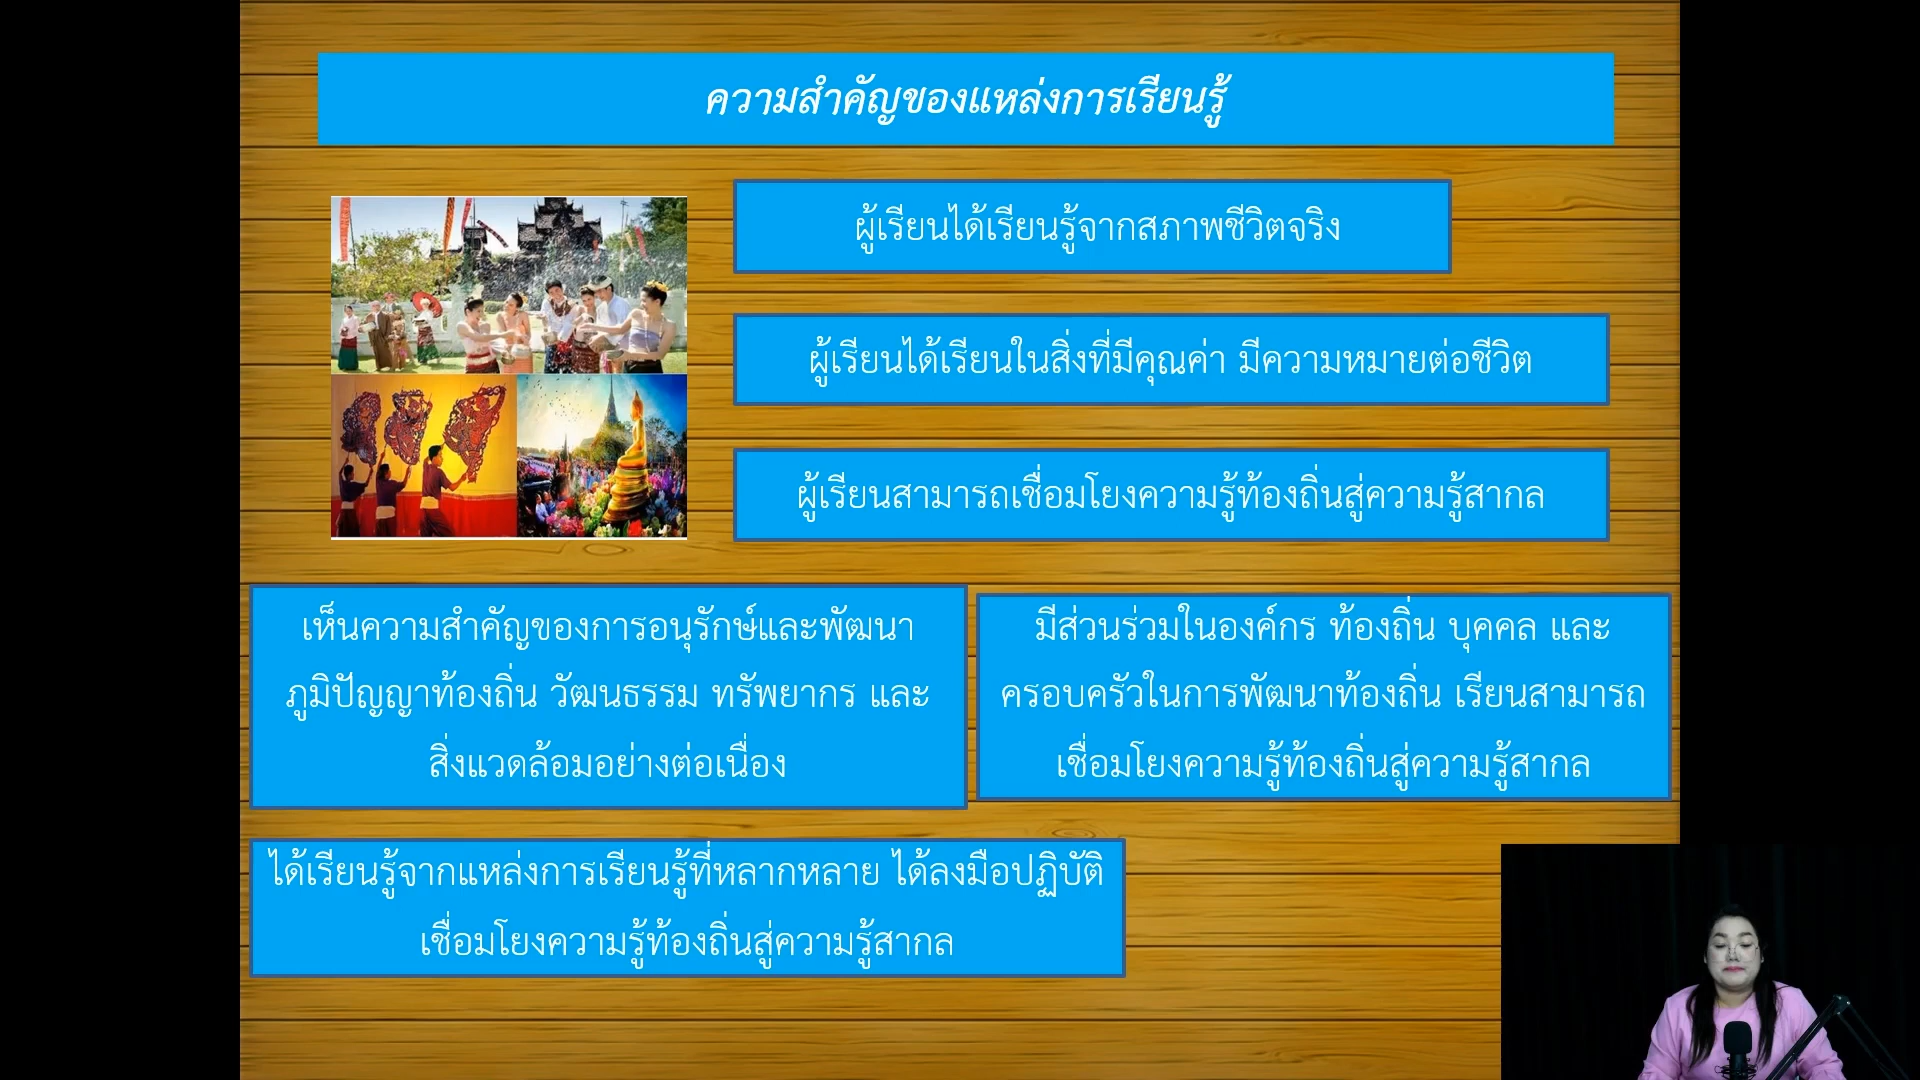 ความสำคัญของแหล่งการเรียนรู้
ผู้เรียนได้เรียนรู้จากสภาพชีวิตจริง
ผู้เรียนได้เรียนในสิ่งที่มีคุณค่า มีความหมายต่อชีวิต
ผู้เรียนสามารถเชื่อมโยงความรู้ท้องถิ่นสู่ความรู้สากล
เห็นความสำคัญของการอนุรักษ์และพัฒนา
ภูมิปัญญาท้องถิ่น วัฒนธรรม ทรัพยากร และ
สิ่งแวดล้อมอย่างต่อเนื่อง
มีส่วนร่วมในองค์กร ท้องถิ่น บุคคล และ
ครอบครัวในการพัฒนาท้องถิ่น เรียนสามารถ
เชื่อมโยงความรู้ท้องถิ่นสู่ความรู้สากล
ได้เรียนรู้จากแหล่งการเรียนรู้ที่หลากหลาย ได้ลงมือปฏิบัติ
เชื่อมโยงความรู้ท้องถิ่นสู่ความรู้สากล